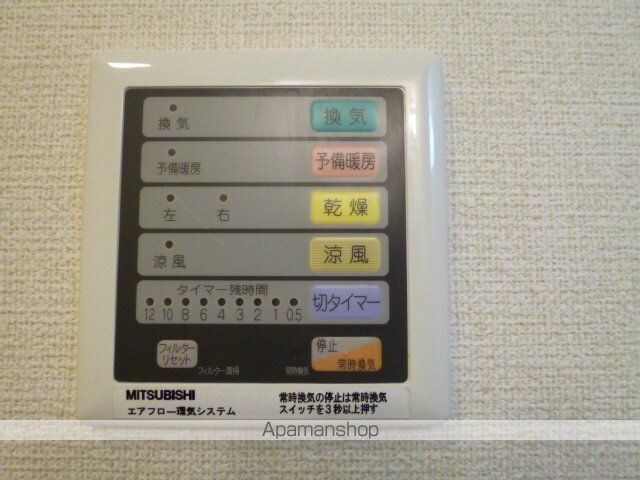 換気
換気
予備暖房
予備暖房
左 右
乾燥
涼風
涼風
タイマー残時間
12 10 8 6 4 3 2 1 0.5
切タイマー
フィルター
リセット
フィルター清掃
常時換気
停止
常時換気
MITSUBISHI
エアフロー環気システム
常時換気の停止は常時換気
スイッチを3秒以上押す
Apamanshop